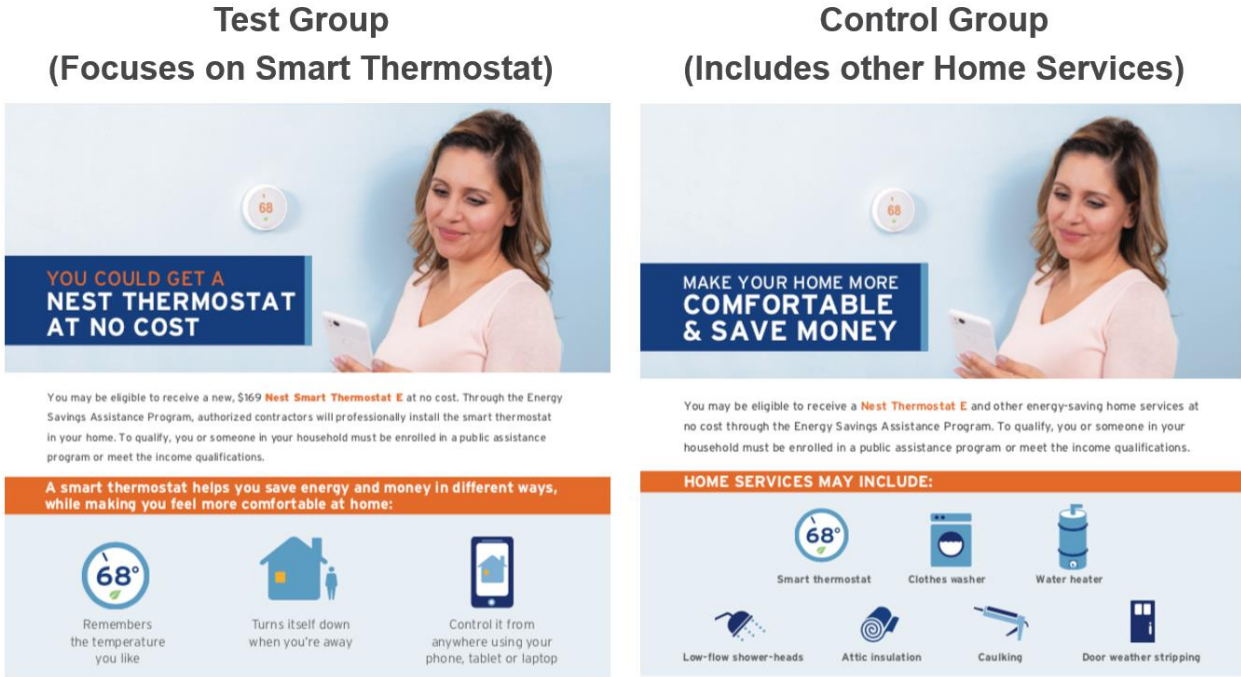 Test Group
(Focuses on Smart Thermostat)
68
YOU COULD GET A
NEST THERMOSTAT
AT NO COST
You may be eligible to receive a new, $169 Nest Smart Thermostat E at no cost. Through the Energy
Savings Assistance Program, authorized contractors will professionally install the smart thermostat
in your home. To qualify, you or someone in your household must be enrolled in a public assistance
program or meet the income qualifications.
A smart thermostat helps you save energy and money in different ways,
while making you feel more comfortable at home:
68°
Remembers
the temperature
you like
Turns itself down
when you're away
Control it from
anywhere using your
phone, tablet or laptop
Control Group
(Includes other Home Services)
68
MAKE YOUR HOME MORE
COMFORTABLE
& SAVE MONEY
You may be eligible to receive a Nest Thermostat E and other energy-saving home services at
no cost through the Energy Savings Assistance Program. To qualify, you or someone in your
household must be enrolled in a public assistance program or meet the income qualifications.
HOME SERVICES MAY INCLUDE:
68°
Smart thermostat
Clothes washer
Water heater
Low-flow shower-heads
Attic insulation
Caulking
Door weather stripping